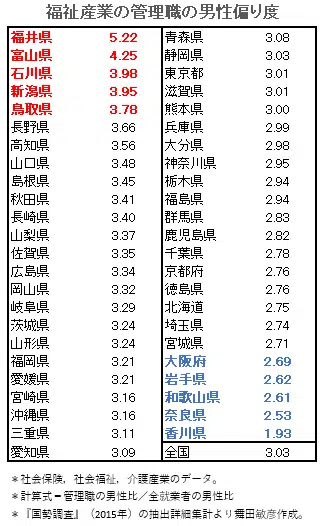 福祉産業の管理職の男性偏り度
福井県 5.22 青森県 3.08
富山県 4.25 静岡県 3.03
石川県 3.98 東京都 3.01
新潟県 3.95 滋賀県 3.01
鳥取県 3.78 熊本県 3.00
長野県 3.66 兵庫県 2.99
高知県 3.56 大分県 2.98
山口県 3.48 神奈川県 2.95
島根県 3.45 栃木県 2.94
秋田県 3.41 福島県 2.94
長崎県 3.40 群馬県 2.83
山梨県 3.37 鹿児島県 2.82
佐賀県 3.35 千葉県 2.78
広島県 3.34 京都府 2.76
岡山県 3.32 徳島県 2.76
岐阜県 3.29 北海道 2.75
茨城県 3.24 埼玉県 2.74
山形県 3.24 宮城県 2.71
福岡県 3.21 大阪府 2.69
愛媛県 3.21 岩手県 2.62
宮崎県 3.16 和歌山県 2.61
沖縄県 3.16 奈良県 2.53
三重県 3.11 香川県 1.93
愛知県 3.09 全国 3.03
*社会保険，社会福祉，介護産業のデータ。
*計算式＝管理職の男性比／全就業者の男性比
*『国勢調査』（2015年）の抽出詳細集計より舞田敏彦作成。